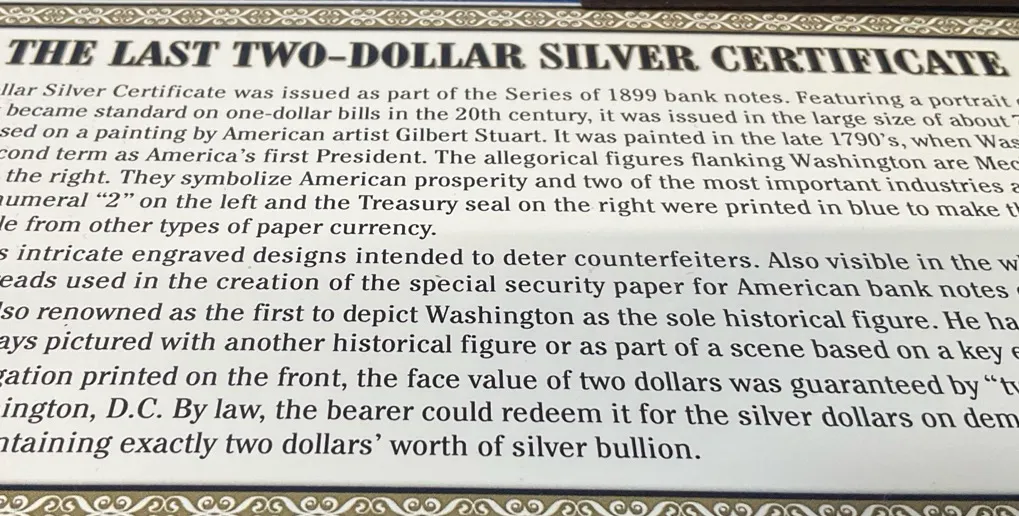 THE LAST TWO-DOLLAR SILVER CERTIFICATE
llar Silver Certificate was issued as part of the Series of 1899 bank notes. Featuring a portrait
became standard on one-dollar bills in the 20th century, it was issued in the large size of about
sed on a painting by American artist Gilbert Stuart. It was painted in the late 1790's, when Was
cond term as America's first President. The allegorical figures flanking Washington are Mec
the right. They symbolize American prosperity and two of the most important industries a
numeral "2" on the left and the Treasury seal on the right were printed in blue to make th
le from other types of paper currency.
s intricate engraved designs intended to deter counterfeiters. Also visible in the w
eads used in the creation of the special security paper for American bank notes
lso renowned as the first to depict Washington as the sole historical figure. He ha
ays pictured with another historical figure or as part of a scene based on a key e
gation printed on the front, the face value of two dollars was guaranteed by "tw
ington, D.C. By law, the bearer could redeem it for the silver dollars on dem
ntaining exactly two dollars' worth of silver bullion.